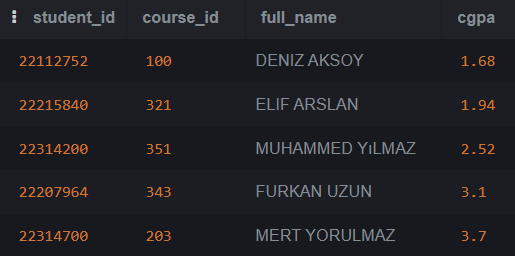 student_id course_id full_name cgpa
22112752 100 DENIZ AKSOY 1.68
22215840 321 ELIF ARSLAN 1.94
22314200 351 MUHAMMED YıLMAZ 2.52
22207964 343 FURKAN UZUN 3.1
22314700 203 MERT YORULMAZ 3.7